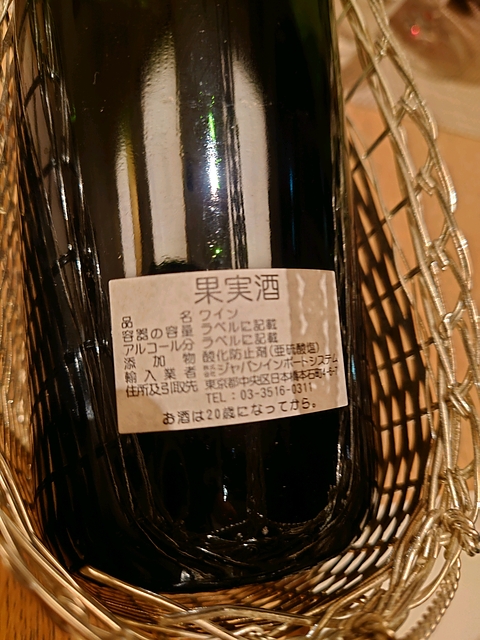 果実酒
品名 ワイン
容器の容量 ラベルに記載
アルコール分 ラベルに記載
添加物 酸化防止剤(亜硫酸塩)
輸入業者 ㈱ジャパンインポートシステム
住所及引取先 東京都中央区日本橋本石町4-6-7
TEL:03-3516-0311
お酒は20歳になってから。